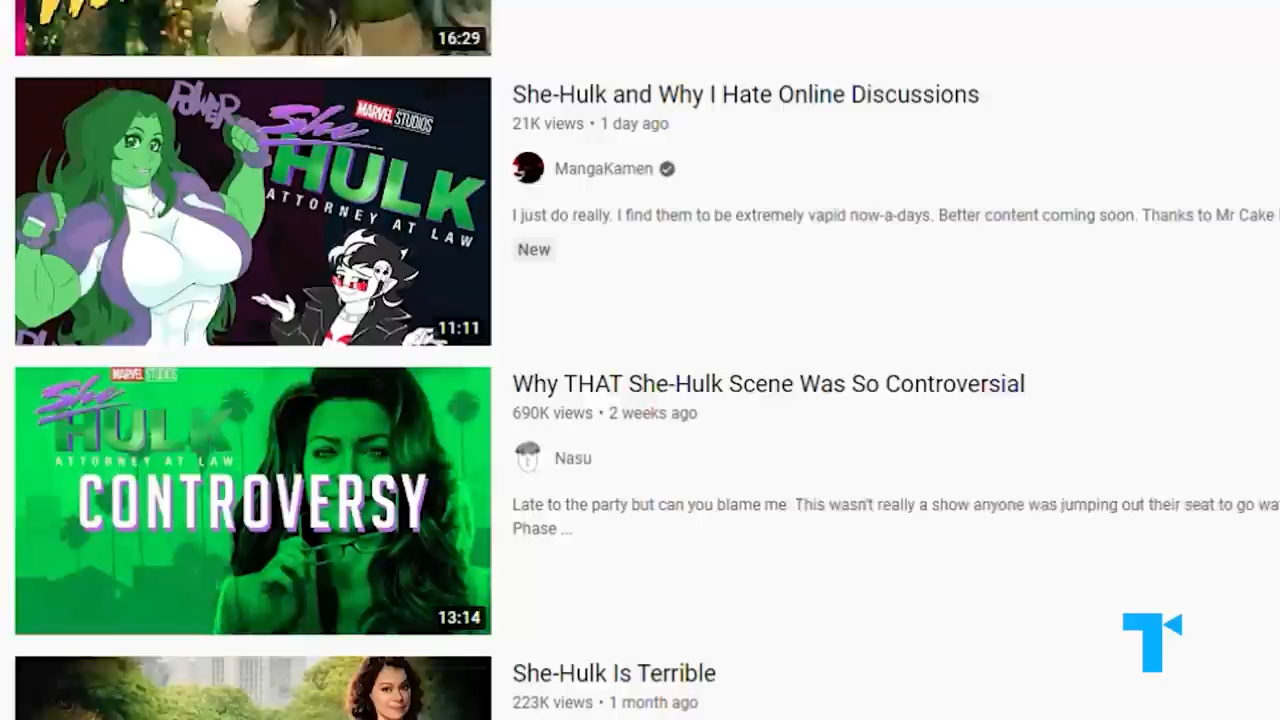 16:29
POWER
MARVEL STUDIOS
She
HULK
ATTORNEY AT LAW
11:11
She-Hulk and Why I Hate Online Discussions
21K views • 1 day ago
MangaKamen
I just do really. I find them to be extremely vapid now-a-days. Better content coming soon. Thanks to Mr Cake
New
MARVEL STUDIOS
She
HULK
ATTORNEY AT LAW
CONTROVERSY
13:14
Why THAT She-Hulk Scene Was So Controversial
690K views • 2 weeks ago
Nasu
Late to the party but can you blame me. This wasn't really a show anyone was jumping out their seat to go wa
Phase ...
She-Hulk Is Terrible
223K views • 1 month ago